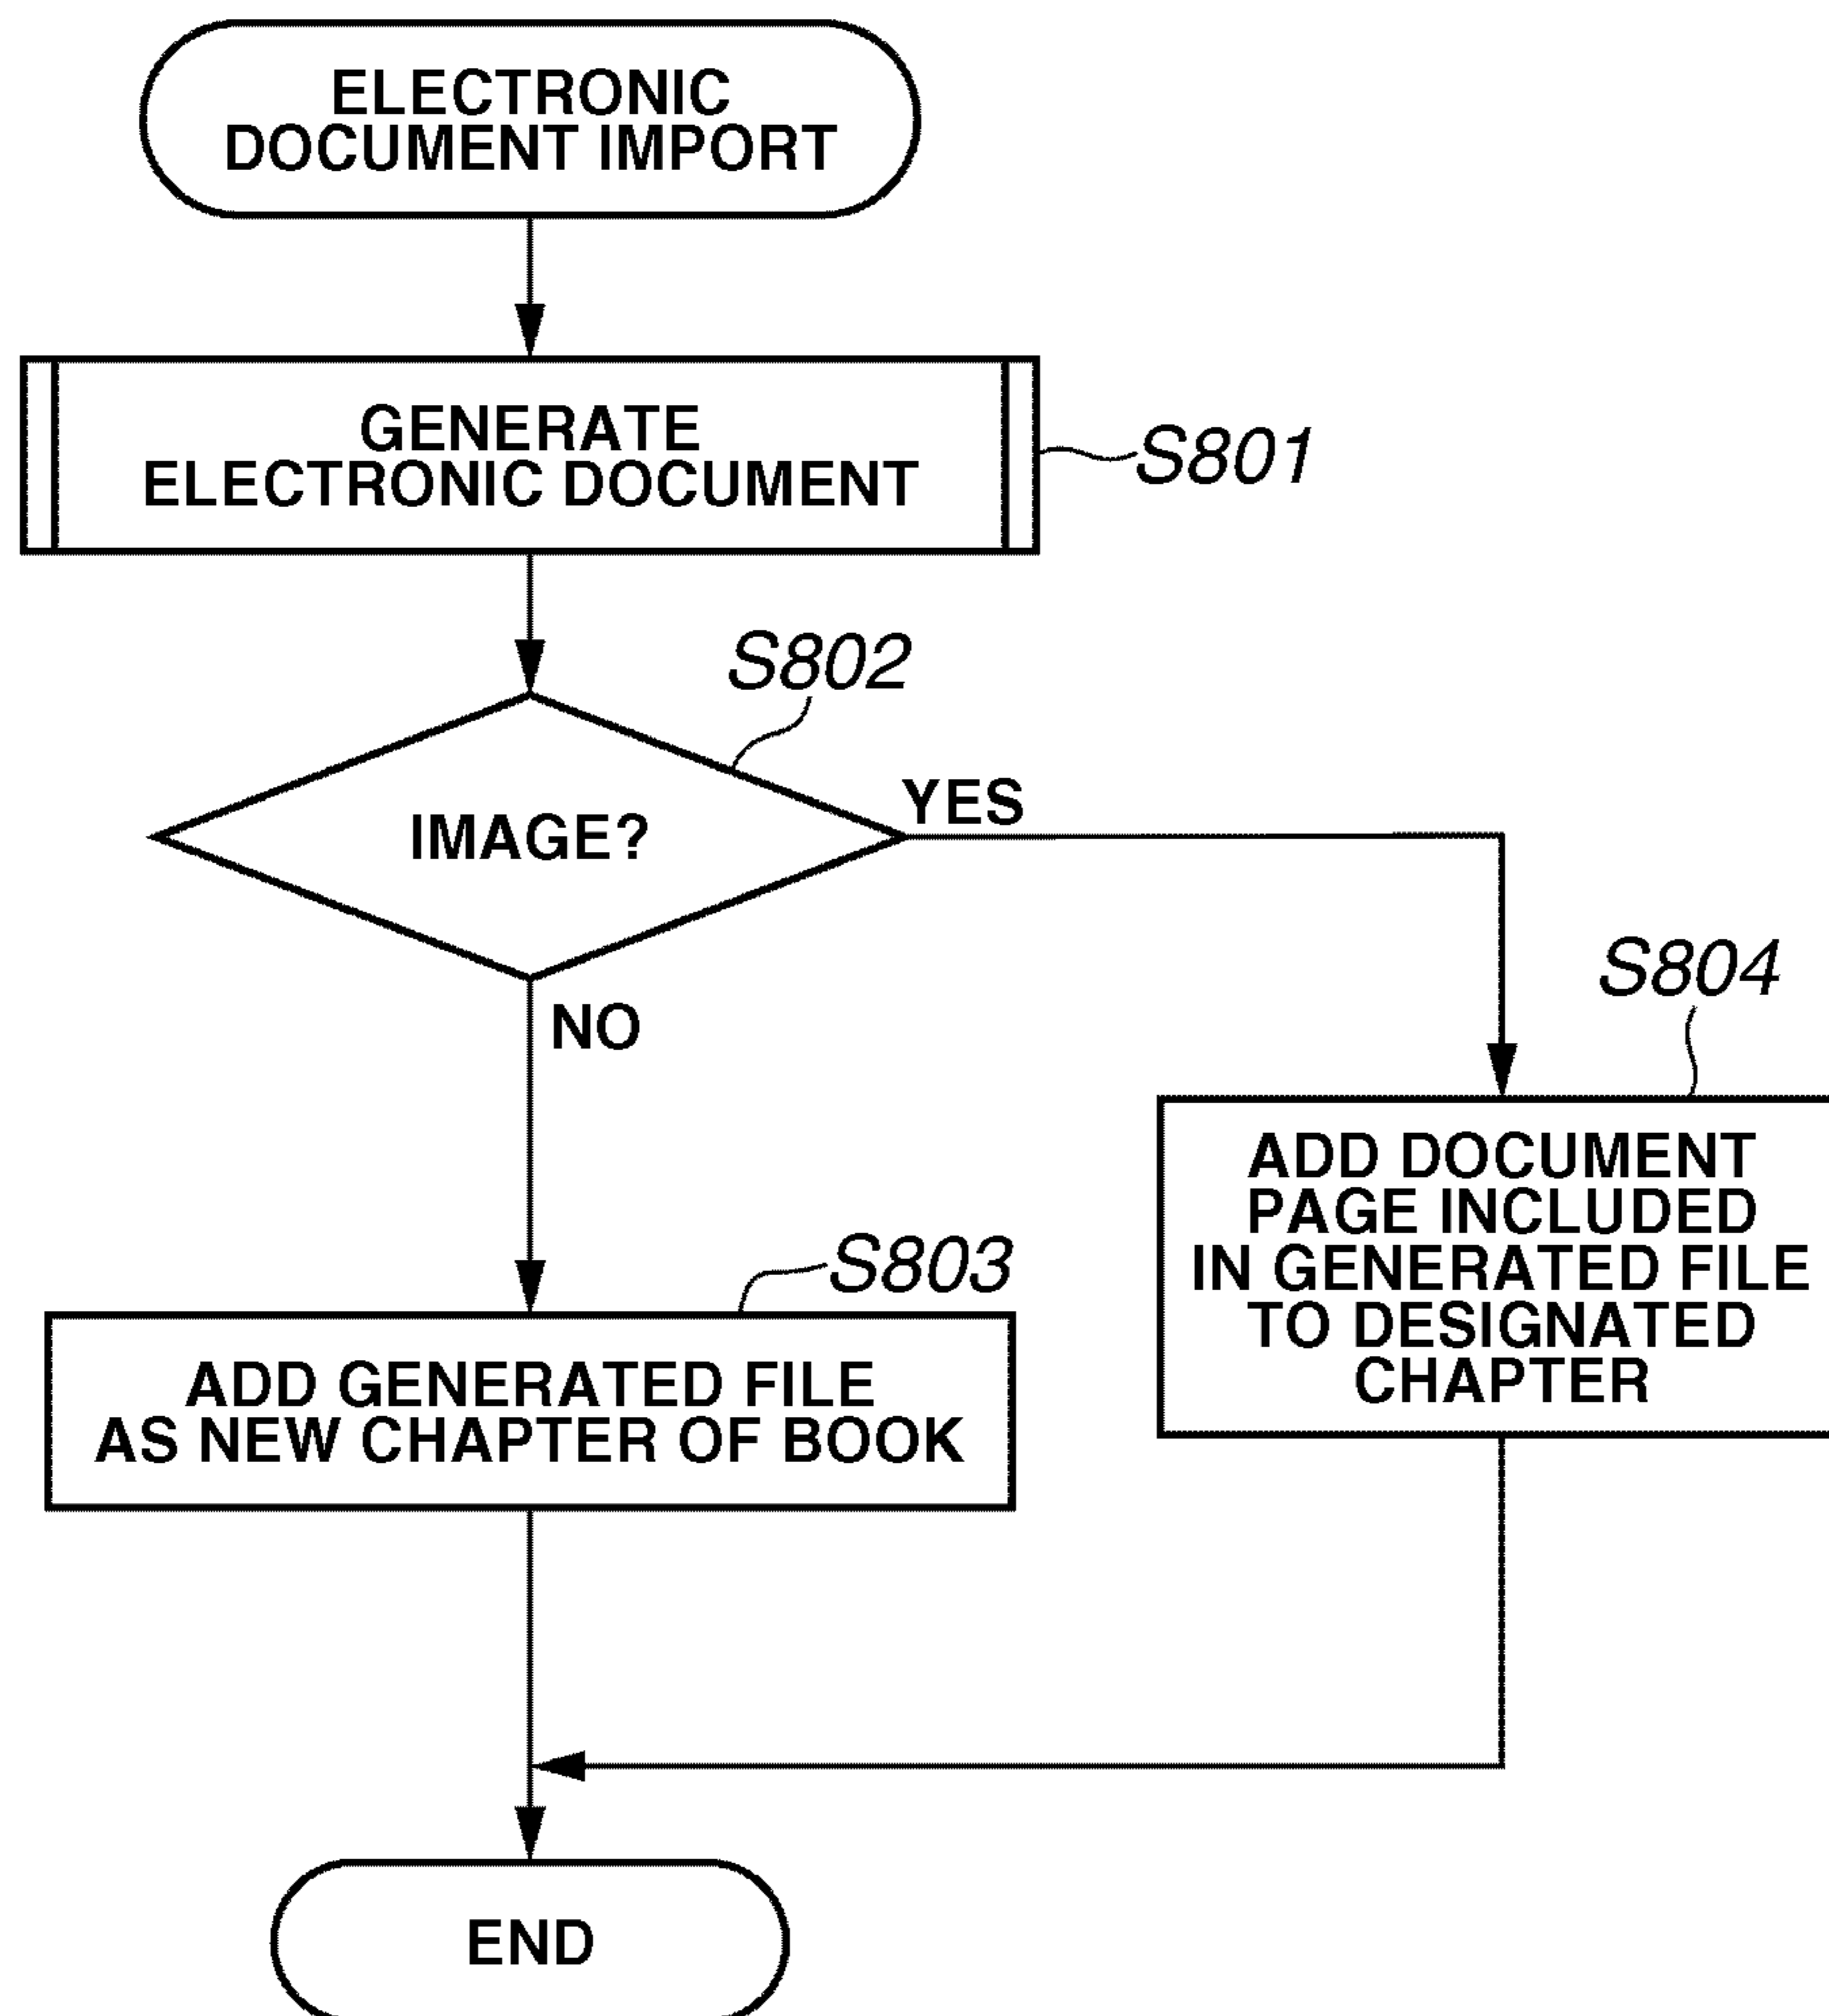 ELECTRONIC
DOCUMENT IMPORT
GENERATE
ELECTRONIC DOCUMENT
S801
S802
IMAGE?
YES
NO
S804
ADD DOCUMENT
PAGE INCLUDED
IN GENERATED FILE
TO DESIGNATED
CHAPTER
S803
ADD GENERATED FILE
AS NEW CHAPTER OF BOOK
END